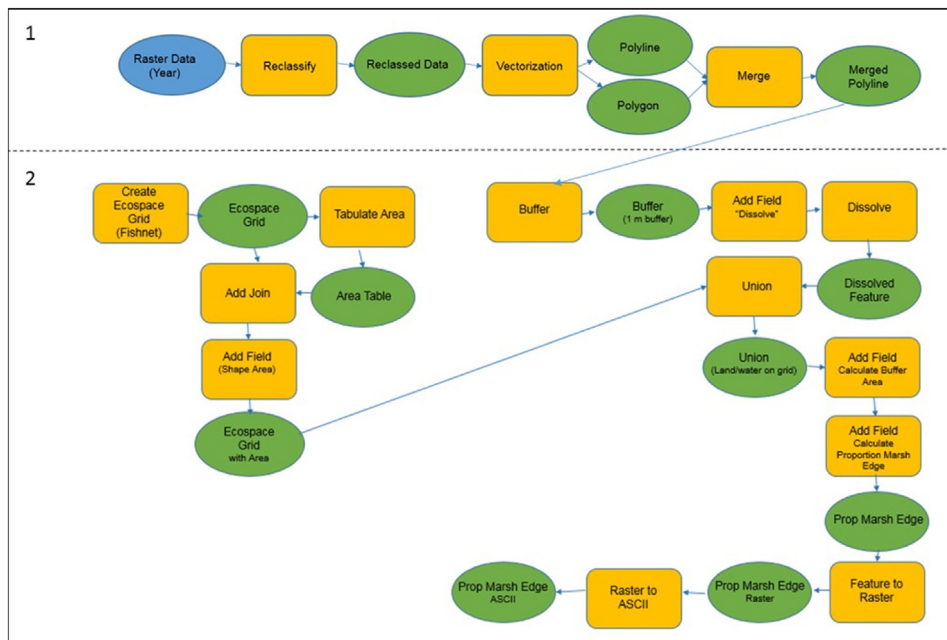 1
Raster Data
(Year)
Reclassify
Reclassed Data
Vectorization
Polyline
Polygon
Merge
Merged
Polyline
2
Create
Ecospace
Grid
(Fishnet)
Ecospace
Grid
Tabulate Area
Add Join
Area Table
Add Field
(Shape Area)
Ecospace
Grid
with Area
Buffer
Buffer
(1 m buffer)
Add Field
"Dissolve"
Dissolve
Dissolved
Feature
Union
Union
(Land/water on grid)
Add Field
Calculate Buffer
Area
Add Field
Calculate
Proportion Marsh
Edge
Prop Marsh Edge
Feature to
Raster
Prop Marsh Edge
Raster
Raster to
ASCII
Prop Marsh Edge
ASCII